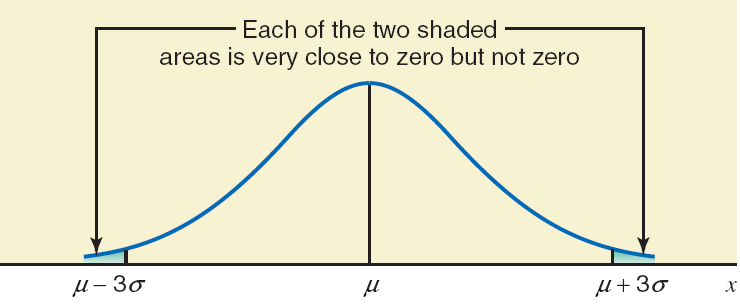 Each of the two shaded
areas is very close to zero but not zero
μ – 3σ μ μ + 3σ x